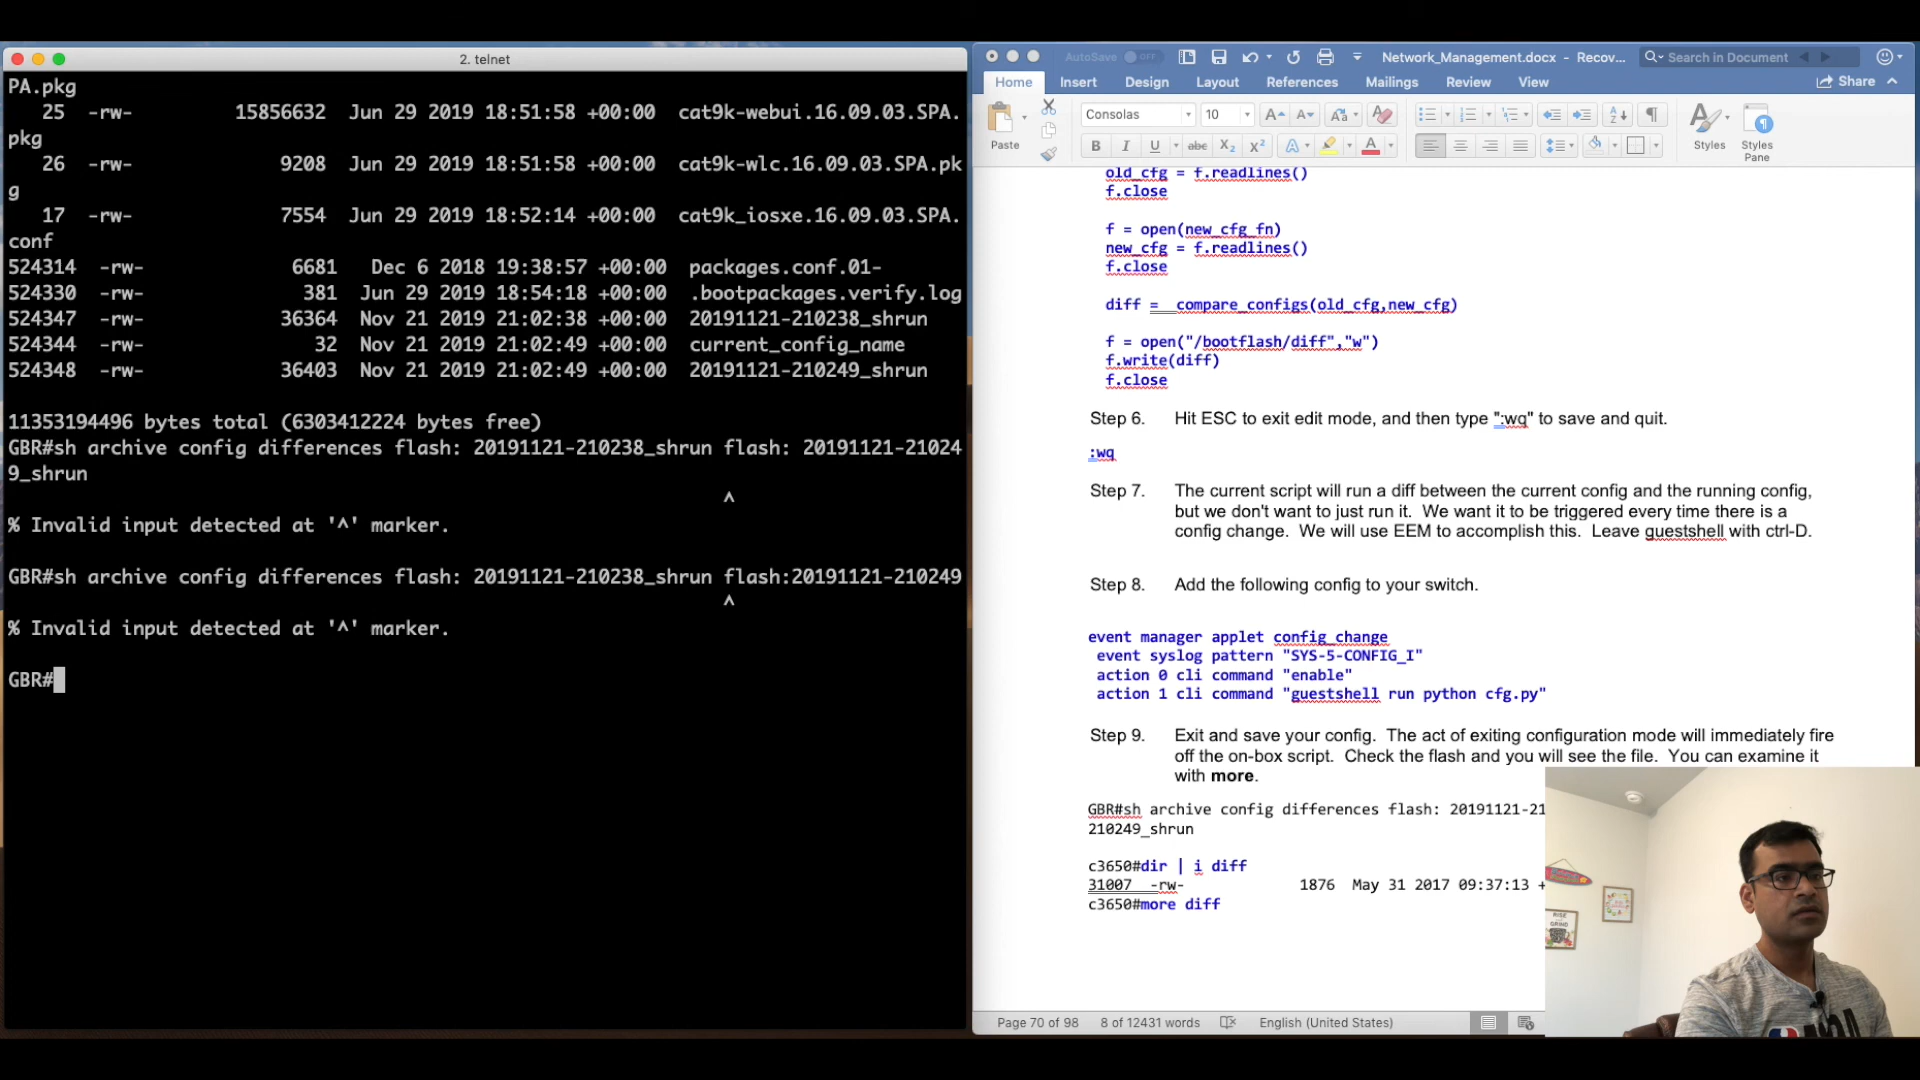 2. telnet
PA.pkg
25 -rw- 15856632 Jun 29 2019 18:51:58 +00:00 cat9k-webui.16.09.03.SPA.
pkg
26 -rw- 9208 Jun 29 2019 18:51:58 +00:00 cat9k-wlc.16.09.03.SPA.pk
g
17 -rw- 7554 Jun 29 2019 18:52:14 +00:00 cat9k_iosxe.16.09.03.SPA.
conf
524314 -rw- 6681 Dec 6 2018 19:38:57 +00:00 packages.conf.01-
524330 -rw- 381 Jun 29 2019 18:54:18 +00:00 .bootpackages.verify.log
524347 -rw- 36364 Nov 21 2019 21:02:38 +00:00 20191121-210238_shrun
524344 -rw- 32 Nov 21 2019 21:02:49 +00:00 current_config_name
524348 -rw- 36403 Nov 21 2019 21:02:49 +00:00 20191121-210249_shrun
11353194496 bytes total (6303412224 bytes free)
GBR#sh archive config differences flash: 20191121-210238_shrun flash: 20191121-21024
9_shrun
^
% Invalid input detected at '^' marker.
GBR#sh archive config differences flash: 20191121-210238_shrun flash:20191121-210249
^
% Invalid input detected at '^' marker.
GBR#
AutoSave OFF Network_Management.docx - Recov... Search in Document
Home Insert Design Layout References Mailings Review View Share
Paste Consolas 10 Styles Styles Pane
old_cfg = f.readlines()
f.close
f = open(new_cfg_fn)
new_cfg = f.readlines()
f.close
diff = compare_configs(old_cfg,new_cfg)
f = open("/bootflash/diff","w")
f.write(diff)
f.close
Step 6. Hit ESC to exit edit mode, and then type ":wq" to save and quit.
:wq
Step 7. The current script will run a diff between the current config and the running config,
but we don't want to just run it. We want it to be triggered every time there is a
config change. We will use EEM to accomplish this. Leave guestshell with ctrl-D.
Step 8. Add the following config to your switch.
event manager applet config_change
event syslog pattern "SYS-5-CONFIG_I"
action 0 cli command "enable"
action 1 cli command "guestshell run python cfg.py"
Step 9. Exit and save your config. The act of exiting configuration mode will immediately fire
off the on-box script. Check the flash and you will see the file. You can examine it
with more.
GBR#sh archive config differences flash: 20191121-21
210249_shrun
c3650#dir | i diff
31007 -rw- 1876 May 31 2017 09:37:13 +
c3650#more diff
Page 70 of 98 8 of 12431 words English (United States)
RISE
GRIND